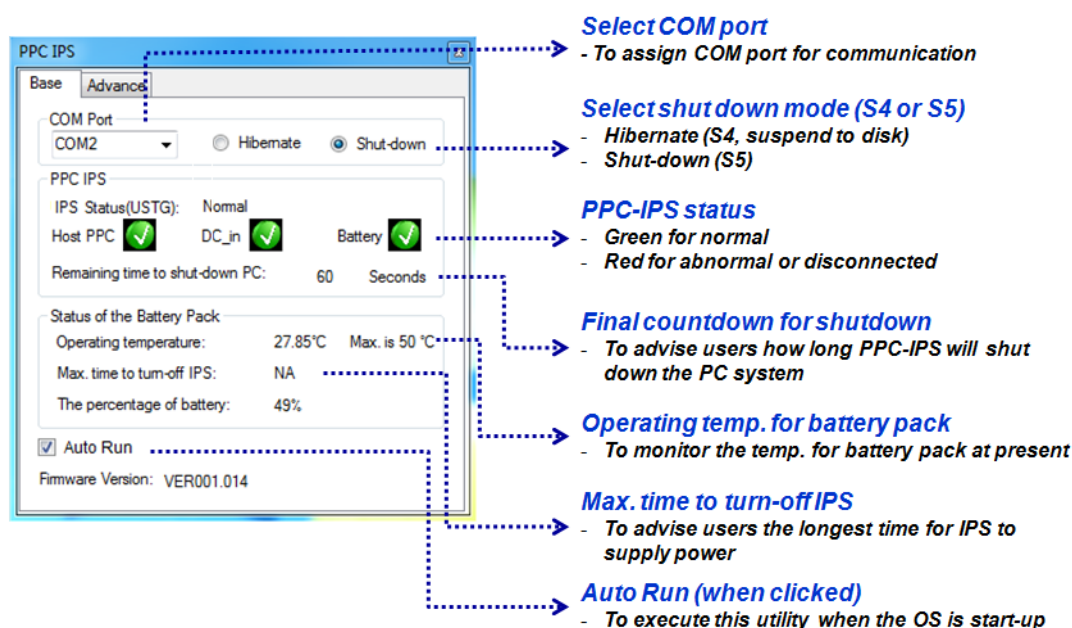 PPC IPS
Base Advance
COM Port
COM2 Hibernate Shut-down
PPC IPS
IPS Status(USTG): Normal
Host PPC DC_in Battery
Remaining time to shut-down PC: 60 Seconds
Status of the Battery Pack
Operating temperature: 27.85°C Max. is 50 °C
Max. time to turn-off IPS: NA
The percentage of battery: 49%
Auto Run
Firmware Version: VER001.014
Select COM port
- To assign COM port for communication
Select shut down mode (S4 or S5)
- Hibernate (S4, suspend to disk)
- Shut-down (S5)
PPC-IPS status
- Green for normal
- Red for abnormal or disconnected
Final countdown for shutdown
- To advise users how long PPC-IPS will shut
down the PC system
Operating temp. for battery pack
- To monitor the temp. for battery pack at present
Max. time to turn-off IPS
- To advise users the longest time for IPS to
supply power
Auto Run (when clicked)
- To execute this utility when the OS is start-up